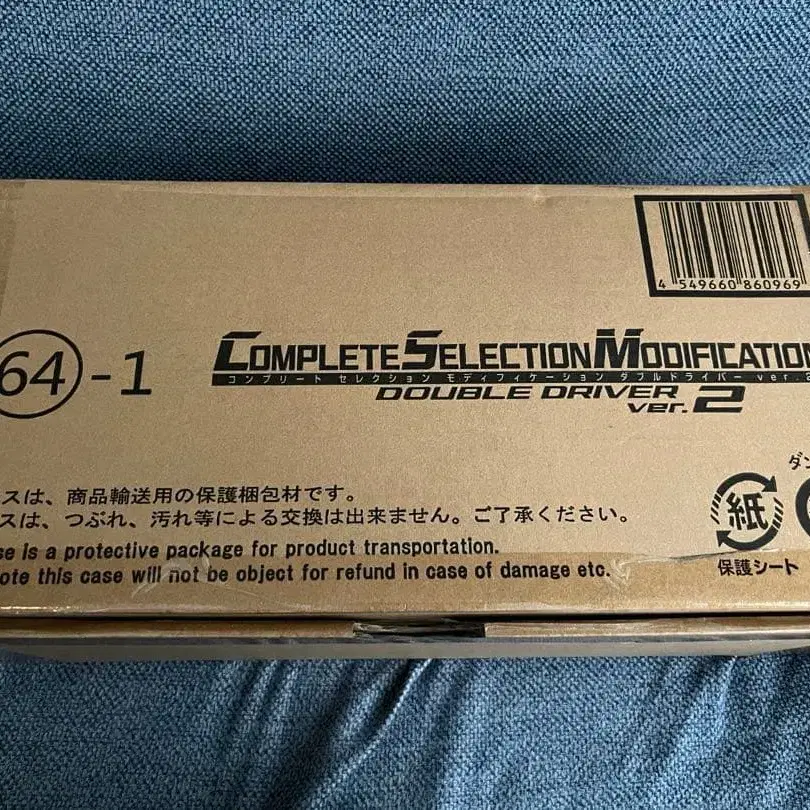 4 549660 860969
64-1
COMPLETE SELECTION MODIFICATION
コンプリート セレクション モディフィケーション ダブルドライバー ver.2
DOUBLE DRIVER
ver.2
スは、商品輸送用の保護梱包材です。
スは、つぶれ、汚れ等による交換は出来ません。ご了承ください。
se is a protective package for product transportation.
ote this case will not be object for refund in case of damage etc.
ダン
紙
保護シート